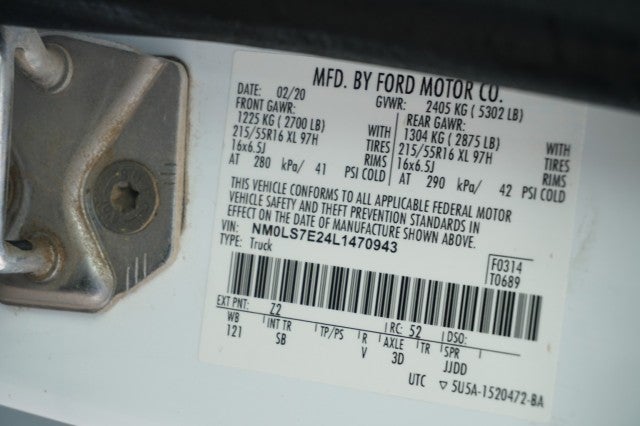 MFD. BY FORD MOTOR CO.
DATE: 02/20 GVWR: 2405 KG ( 5302 LB)
FRONT GAWR: REAR GAWR:
1225 KG ( 2700 LB) WITH 1304 KG ( 2875 LB) WITH
215/55R16 XL 97H TIRES 215/55R16 XL 97H TIRES
16x6.5J RIMS 16x6.5J RIMS
AT 280 kPa/ 41 PSI COLD AT 290 kPa/ 42 PSI COLD
THIS VEHICLE CONFORMS TO ALL APPLICABLE FEDERAL MOTOR
VEHICLE SAFETY AND THEFT PREVENTION STANDARDS IN
EFFECT ON THE DATE OF MANUFACTURE SHOWN ABOVE.
VIN: NM0LS7E24L1470943
TYPE: Truck
F0314
T0689
EXT PNT: Z2 RC: 52 DSO:
WB INT TR TP/PS R AXLE TR SPR
121 SB V 3D JJDD
UTC ▽ 5U5A-1520472-BA